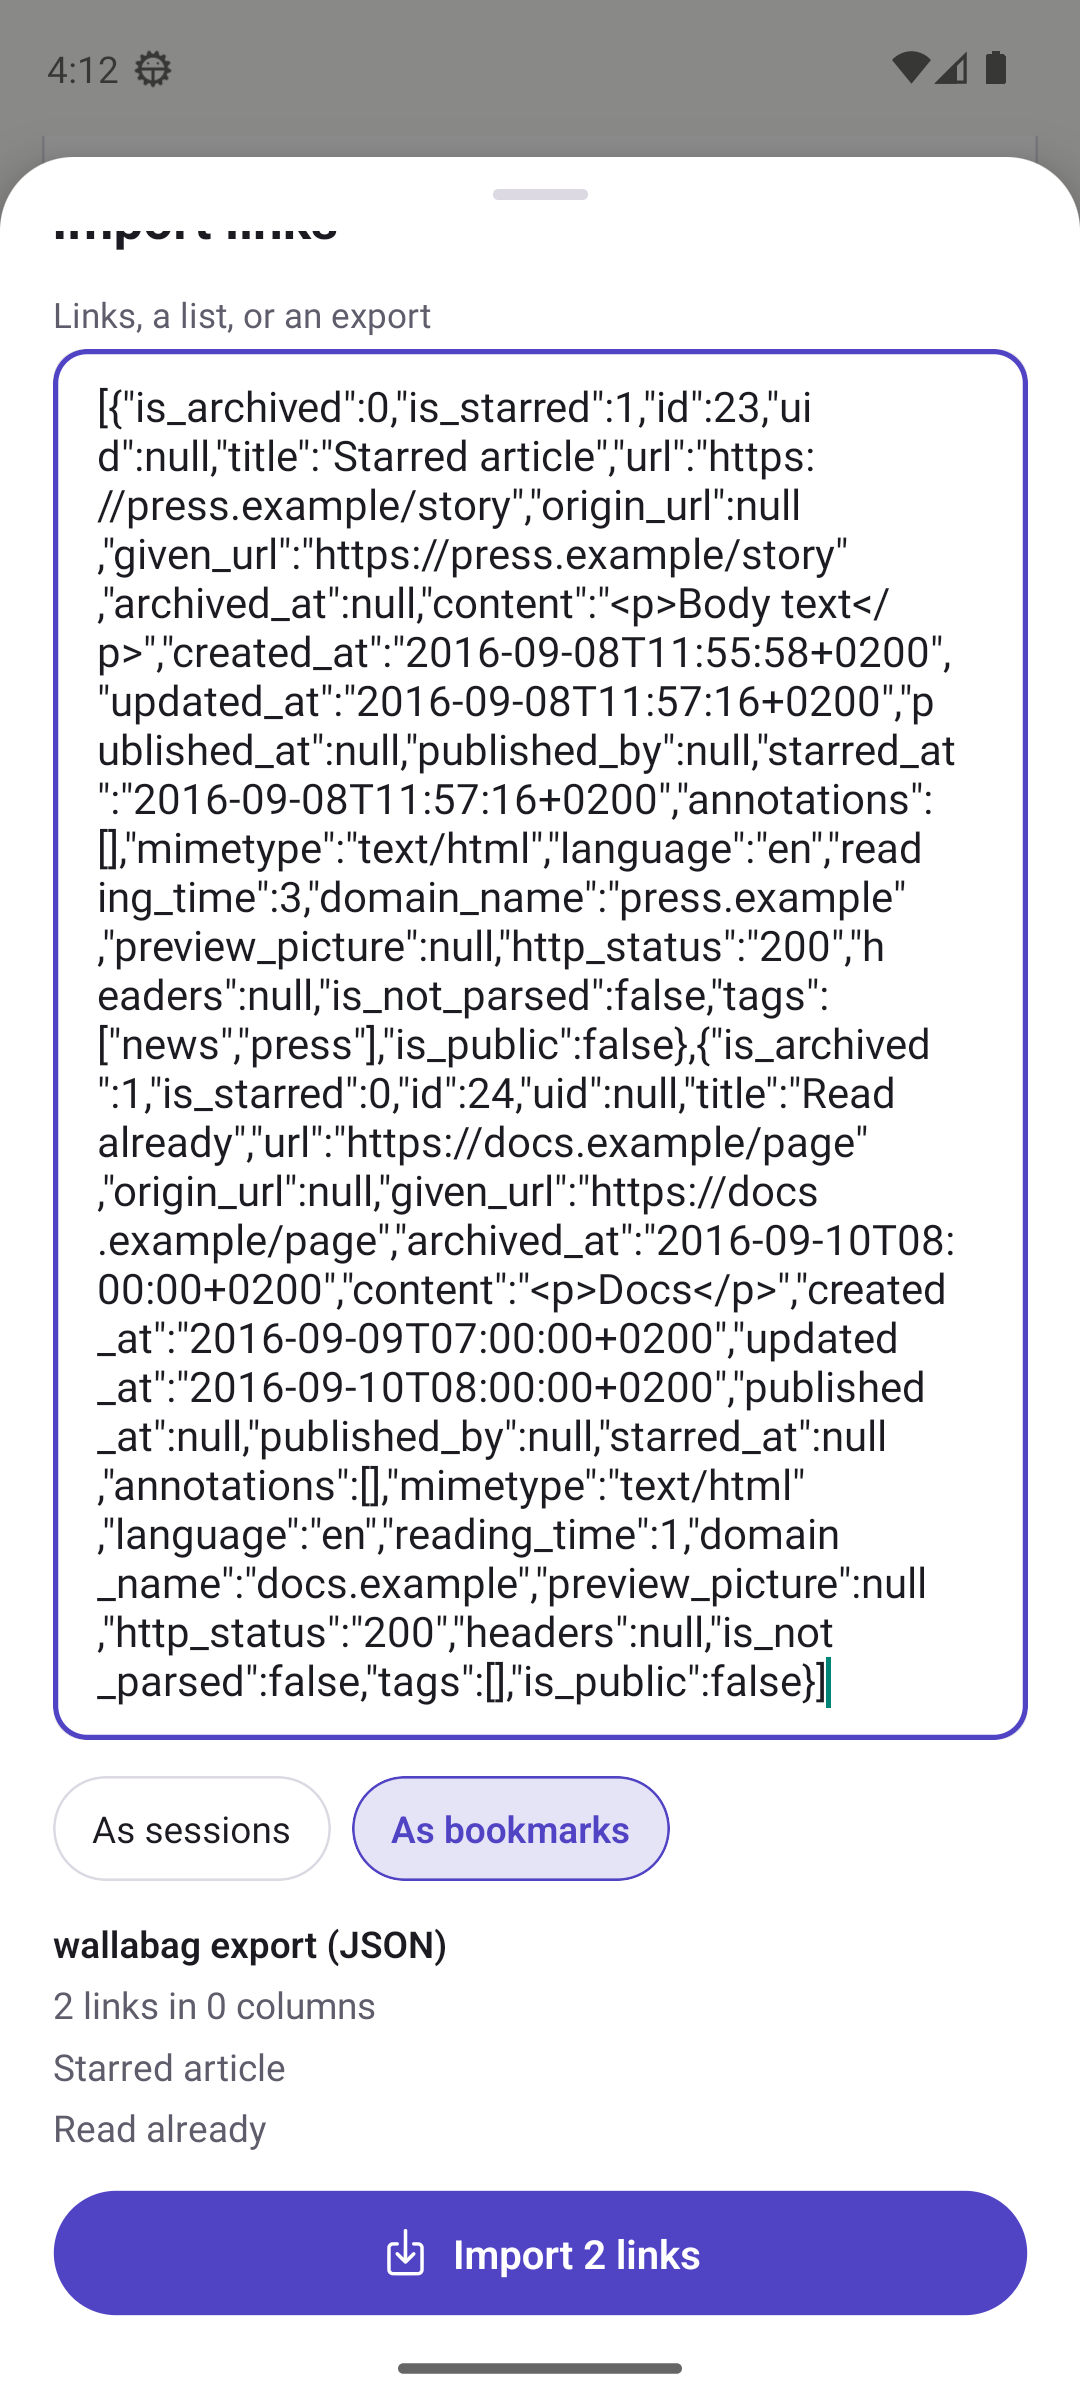 4:12
Import links
Links, a list, or an export
[{"is_archived":0,"is_starred":1,"id":23,"ui
d":null,"title":"Starred article","url":"https:
//press.example/story","origin_url":null
,"given_url":"https://press.example/story"
,"archived_at":null,"content":"<p>Body text</
p>","created_at":"2016-09-08T11:55:58+0200",
"updated_at":"2016-09-08T11:57:16+0200","p
ublished_at":null,"published_by":null,"starred_at
":"2016-09-08T11:57:16+0200","annotations":
[],"mimetype":"text/html","language":"en","read
ing_time":3,"domain_name":"press.example"
,"preview_picture":null,"http_status":"200","h
eaders":null,"is_not_parsed":false,"tags":
["news","press"],"is_public":false},{"is_archived
":1,"is_starred":0,"id":24,"uid":null,"title":"Read
already","url":"https://docs.example/page"
,"origin_url":null,"given_url":"https://docs
.example/page","archived_at":"2016-09-10T08:
00:00+0200","content":"<p>Docs</p>","created
_at":"2016-09-09T07:00:00+0200","updated
_at":"2016-09-10T08:00:00+0200","published
_at":null,"published_by":null,"starred_at":null
,"annotations":[],"mimetype":"text/html"
,"language":"en","reading_time":1,"domain
_name":"docs.example","preview_picture":null
,"http_status":"200","headers":null,"is_not
_parsed":false,"tags":[],"is_public":false}]
As sessions
As bookmarks
wallabag export (JSON)
2 links in 0 columns
Starred article
Read already
Import 2 links